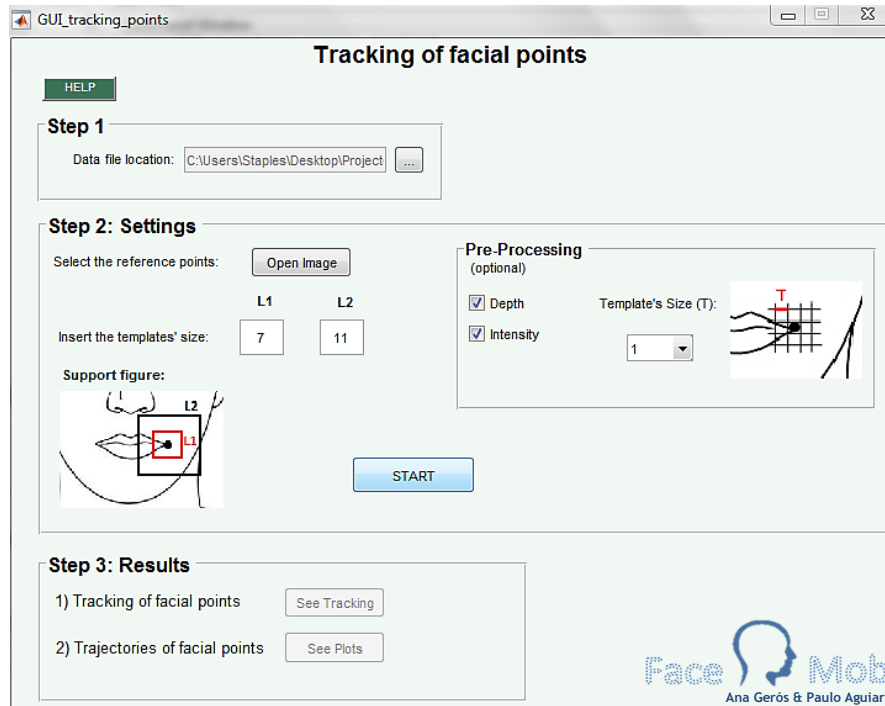 GUI_tracking_points
Tracking of facial points
HELP
Step 1
Data file location: C:\Users\Staples\Desktop\Project ...
Step 2: Settings
Select the reference points: Open Image
L1 L2
Insert the templates' size: 7 11
Support figure:
L2
L1
Pre-Processing
(optional)
Depth Template's Size (T):
Intensity 1
T
START
Step 3: Results
1) Tracking of facial points See Tracking
2) Trajectories of facial points See Plots
Face Mob
Ana Gerós & Paulo Aguiar